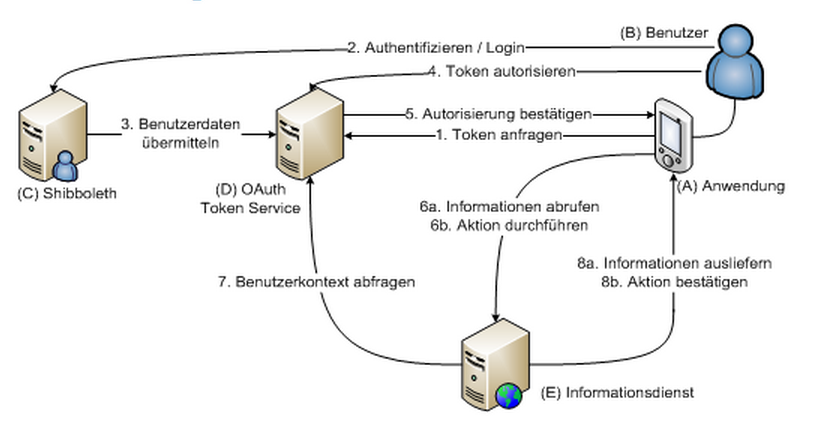 (B) Benutzer
2. Authentifizieren / Login
4. Token autorisieren
5. Autorisierung bestätigen
3. Benutzerdaten
übermitteln
1. Token anfragen
(C) Shibboleth
(D) OAuth
Token Service
(A) Anwendung
6a. Informationen abrufen
6b. Aktion durchführen
8a. Informationen ausliefern
8b. Aktion bestätigen
7. Benutzerkontext abfragen
(E) Informationsdienst